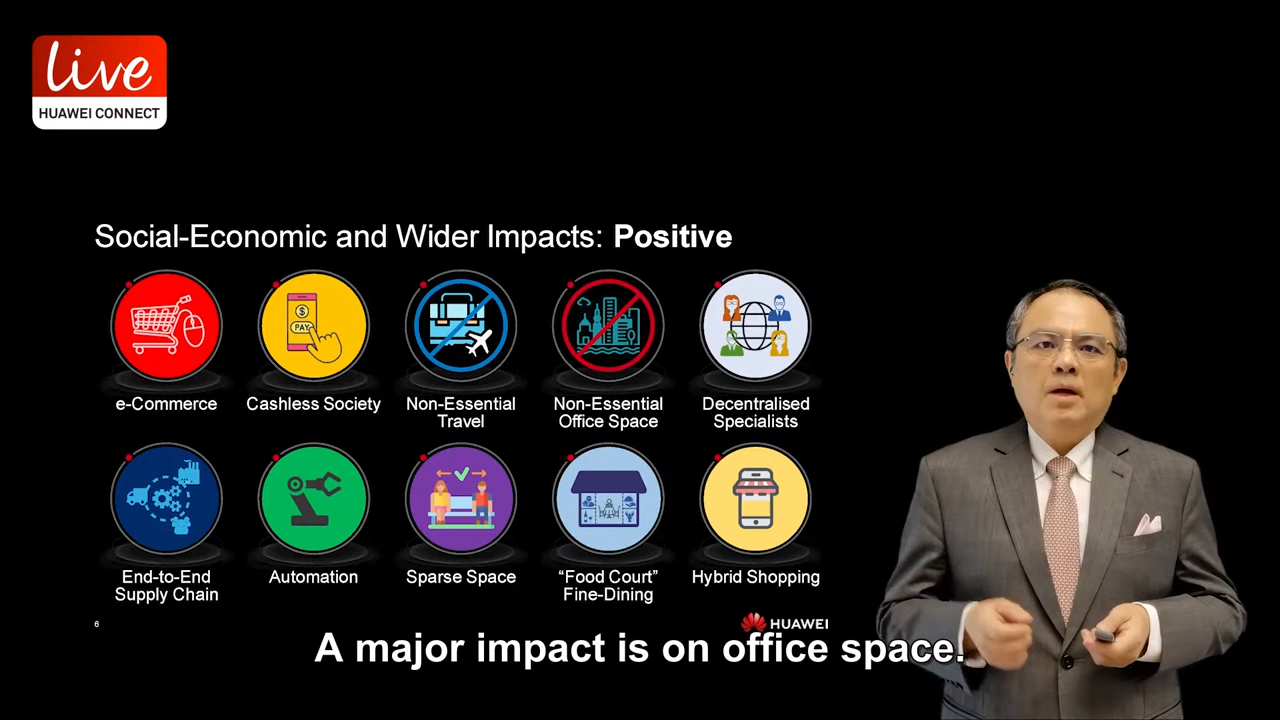 live
HUAWEI CONNECT
Social-Economic and Wider Impacts: Positive
$
PAY
e-Commerce
Cashless Society
Non-Essential
Travel
Non-Essential
Office Space
Decentralised
Specialists
End-to-End
Supply Chain
Automation
Sparse Space
“Food Court”
Fine-Dining
Hybrid Shopping
6
HUAWEI
A major impact is on office space.